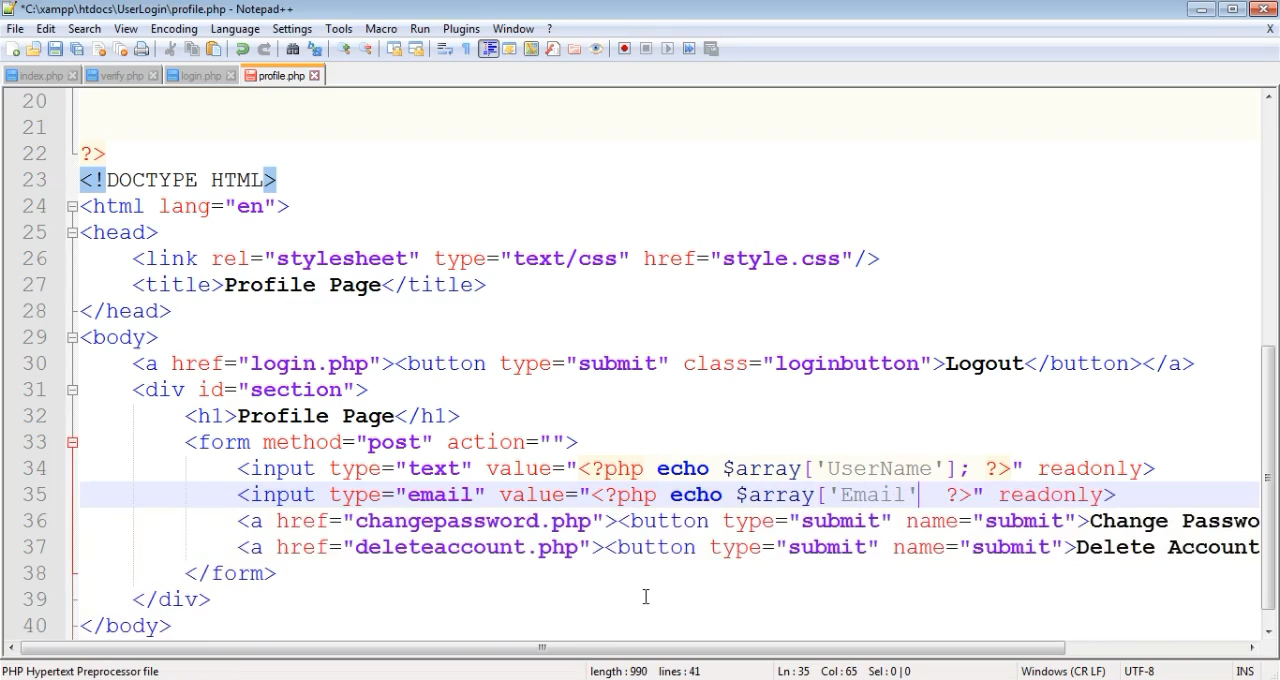 *C:\xampp\htdocs\UserLogin\profile.php - Notepad++
File Edit Search View Encoding Language Settings Tools Macro Run Plugins Window ? X
index.php verify.php login.php profile.php
20
21
22 ?>
23 <!DOCTYPE HTML>
24 <html lang="en">
25 <head>
26 <link rel="stylesheet" type="text/css" href="style.css"/>
27 <title>Profile Page</title>
28 </head>
29 <body>
30 <a href="login.php"><button type="submit" class="loginbutton">Logout</button></a>
31 <div id="section">
32 <h1>Profile Page</h1>
33 <form method="post" action="">
34 <input type="text" value="<?php echo $array['UserName']; ?>" readonly>
35 <input type="email" value="<?php echo $array['Email' ?>" readonly>
36 <a href="changepassword.php"><button type="submit" name="submit">Change Passwo
37 <a href="deleteaccount.php"><button type="submit" name="submit">Delete Account
38 </form>
39 </div>
40 </body>
PHP Hypertext Preprocessor file length : 990 lines : 41 Ln : 35 Col : 65 Sel : 0 | 0 Windows (CR LF) UTF-8 INS